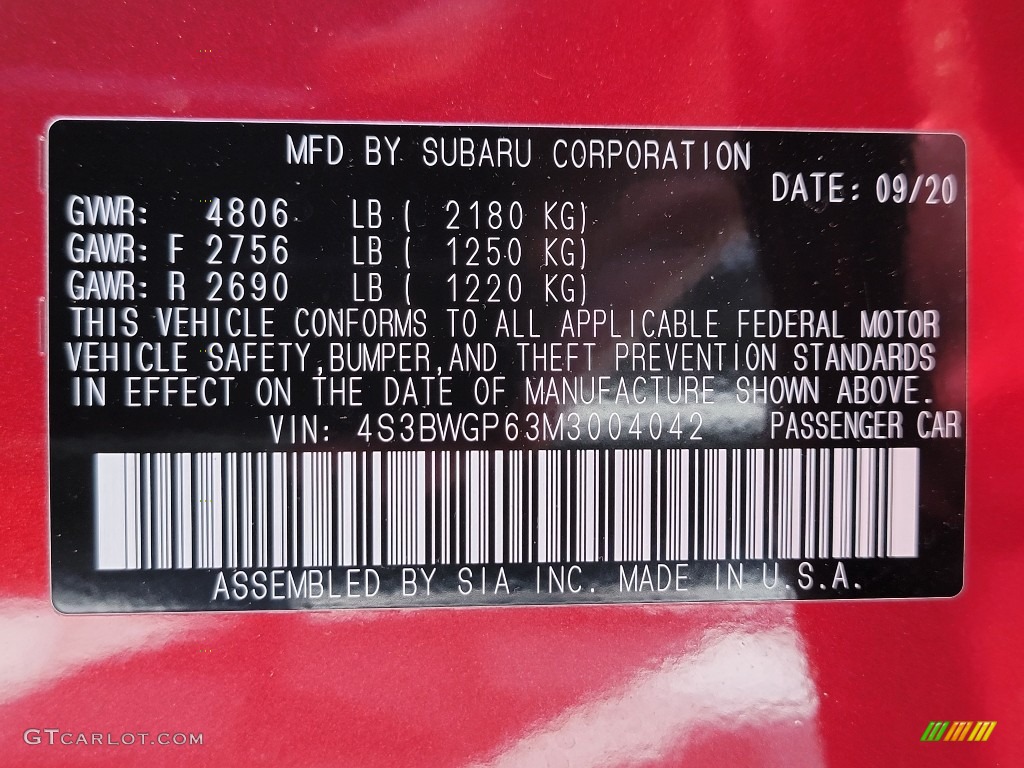 MFD BY SUBARU CORPORATION
DATE: 09/20
GVWR: 4806 LB ( 2180 KG)
GAWR: F 2756 LB ( 1250 KG)
GAWR: R 2690 LB ( 1220 KG)
THIS VEHICLE CONFORMS TO ALL APPLICABLE FEDERAL MOTOR
VEHICLE SAFETY,BUMPER,AND THEFT PREVENTION STANDARDS
IN EFFECT ON THE DATE OF MANUFACTURE SHOWN ABOVE.
VIN: 4S3BWGP63M3004042 PASSENGER CAR
ASSEMBLED BY SIA INC. MADE IN U.S.A.
GTCARLOT.COM